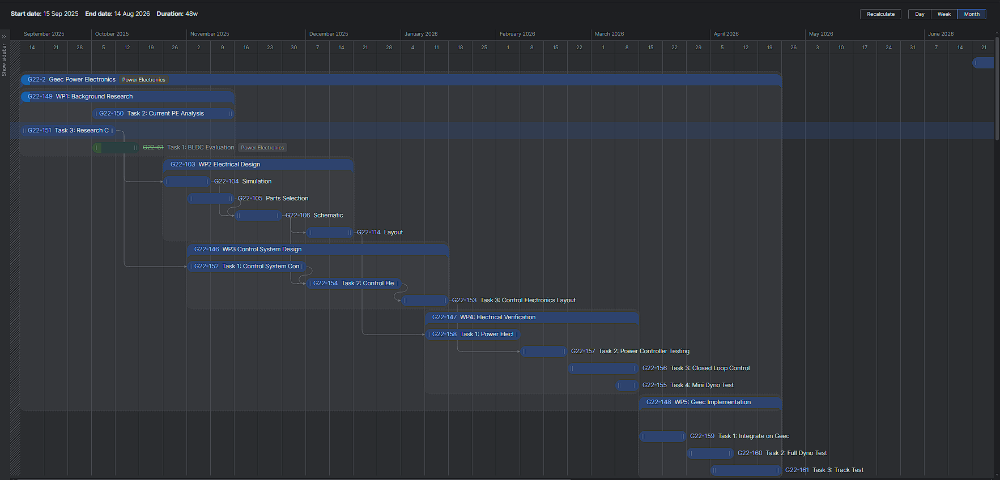 Start date: 15 Sep 2025 End date: 14 Aug 2026 Duration: 48w
Recalculate Day Week Month
Show sidebar
September 2025 October 2025 November 2025 December 2025 January 2026 February 2026 March 2026 April 2026 May 2026 June 2026
14 21 28 5 12 19 26 2 9 16 23 30 7 14 21 28 4 11 18 25 1 8 15 22 1 8 15 22 29 5 12 19 26 3 10 17 24 31 7 14 21
G22-2 Geec Power Electronics Power Electronics
G22-149 WP1: Background Research
G22-150 Task 2: Current PE Analysis
G22-151 Task 3: Research C
G22-61 Task 1: BLDC Evaluation Power Electronics
G22-103 WP2 Electrical Design
G22-104 Simulation
G22-105 Parts Selection
G22-106 Schematic
G22-114 Layout
G22-146 WP3 Control System Design
G22-152 Task 1: Control System Con
G22-154 Task 2: Control Ele
G22-153 Task 3: Control Electronics Layout
G22-147 WP4: Electrical Verification
G22-158 Task 1: Power Elect
G22-157 Task 2: Power Controller Testing
G22-156 Task 3: Closed Loop Control
G22-155 Task 4: Mini Dyno Test
G22-148 WP5: Geec Implementation
G22-159 Task 1: Integrate on Geec
G22-160 Task 2: Full Dyno Test
G22-161 Task 3: Track Test